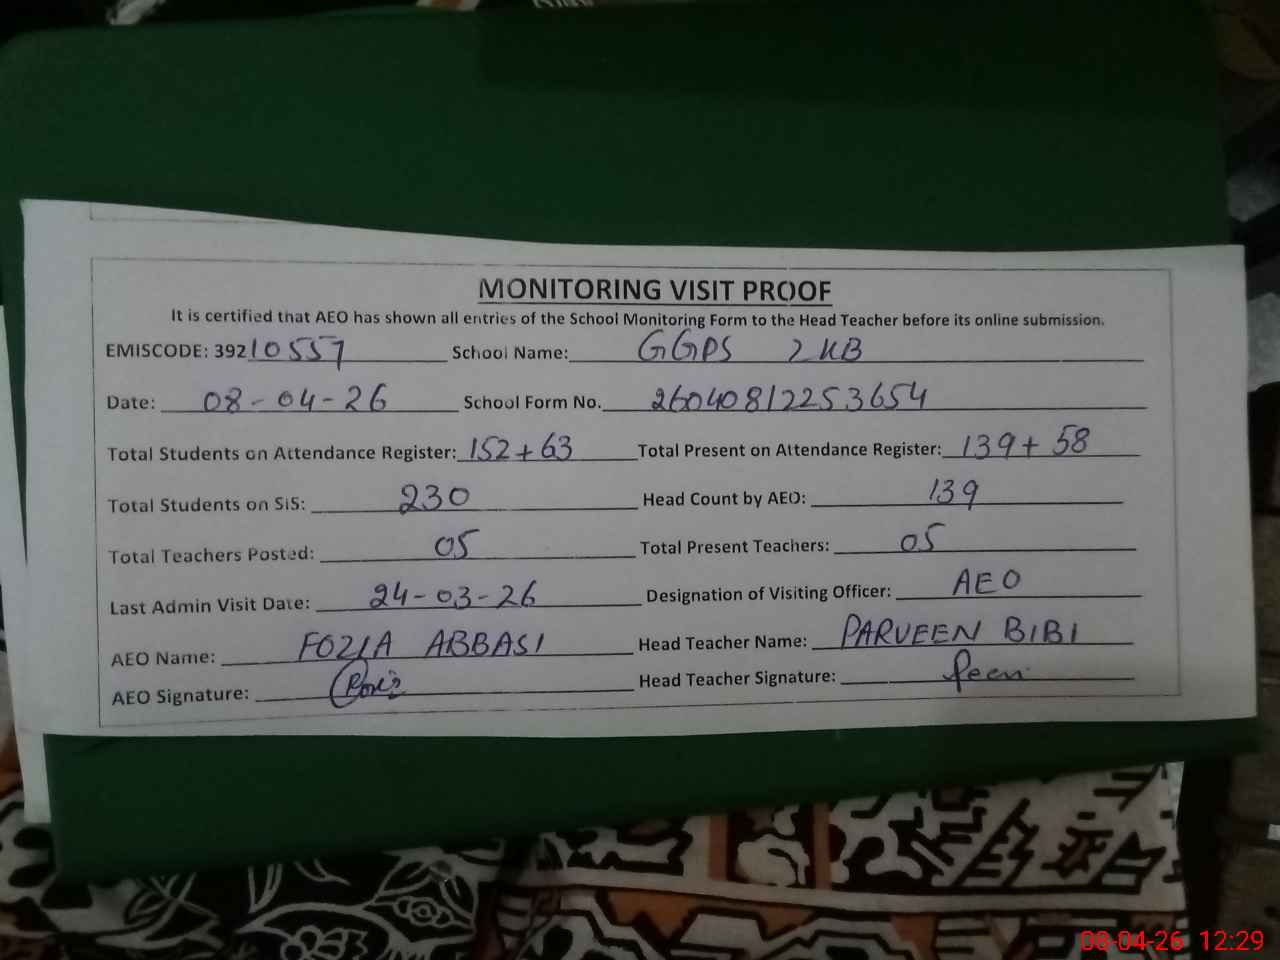 MONITORING VISIT PROOF
It is certified that AEO has shown all entries of the School Monitoring Form to the Head Teacher before its online submission.
EMISCODE: 39210557 School Name: GGPS 2 KB
Date: 08-04-26 School Form No. 26040812253654
Total Students on Attendance Register: 152+63 Total Present on Attendance Register: 139+58
Total Students on SiS: 230 Head Count by AEO: 139
Total Teachers Posted: 05 Total Present Teachers: 05
Last Admin Visit Date: 24-03-26 Designation of Visiting Officer: AEO
AEO Name: FOZIA ABBASI Head Teacher Name: PARVEEN BIBI
AEO Signature: Head Teacher Signature:
08-04-26 12:29